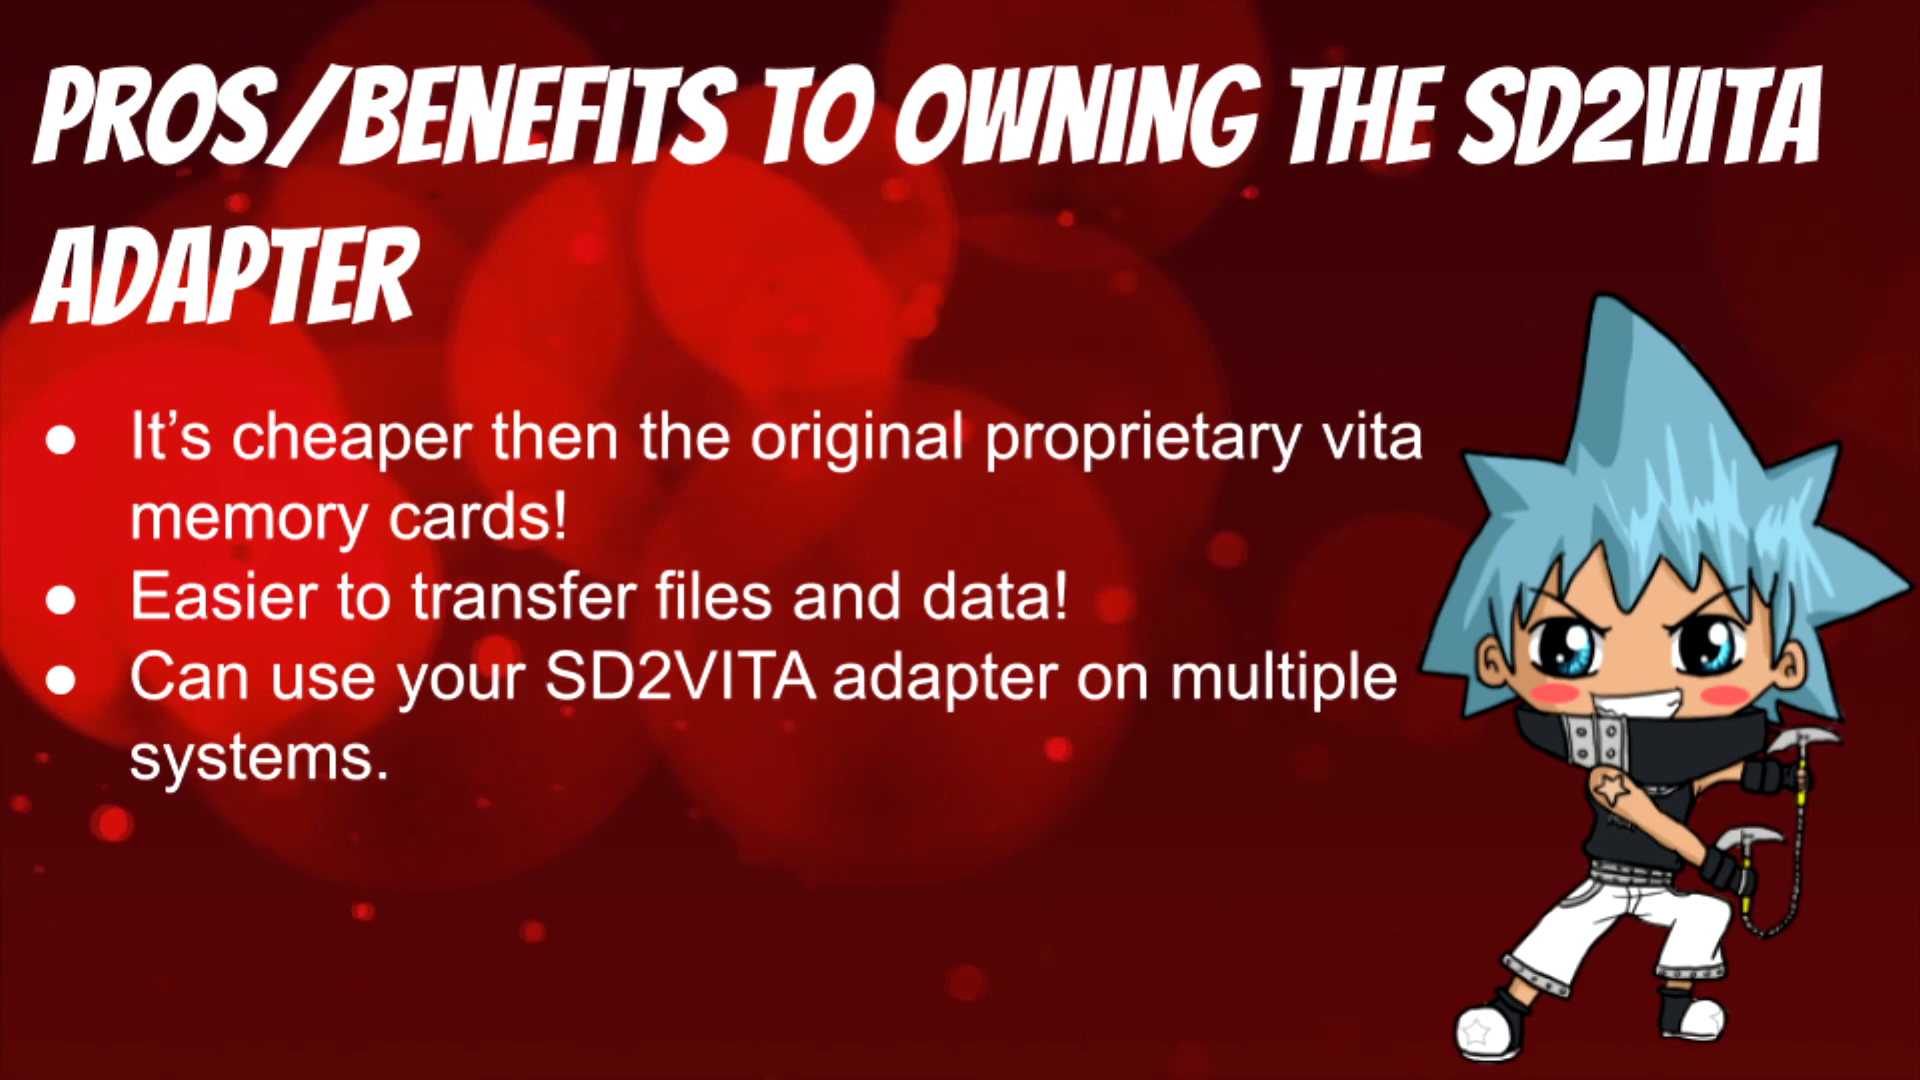 PROS/BENEFITS TO OWNING THE SD2VITA
ADAPTER
● It’s cheaper then the original proprietary vita
memory cards!
● Easier to transfer files and data!
● Can use your SD2VITA adapter on multiple
systems.